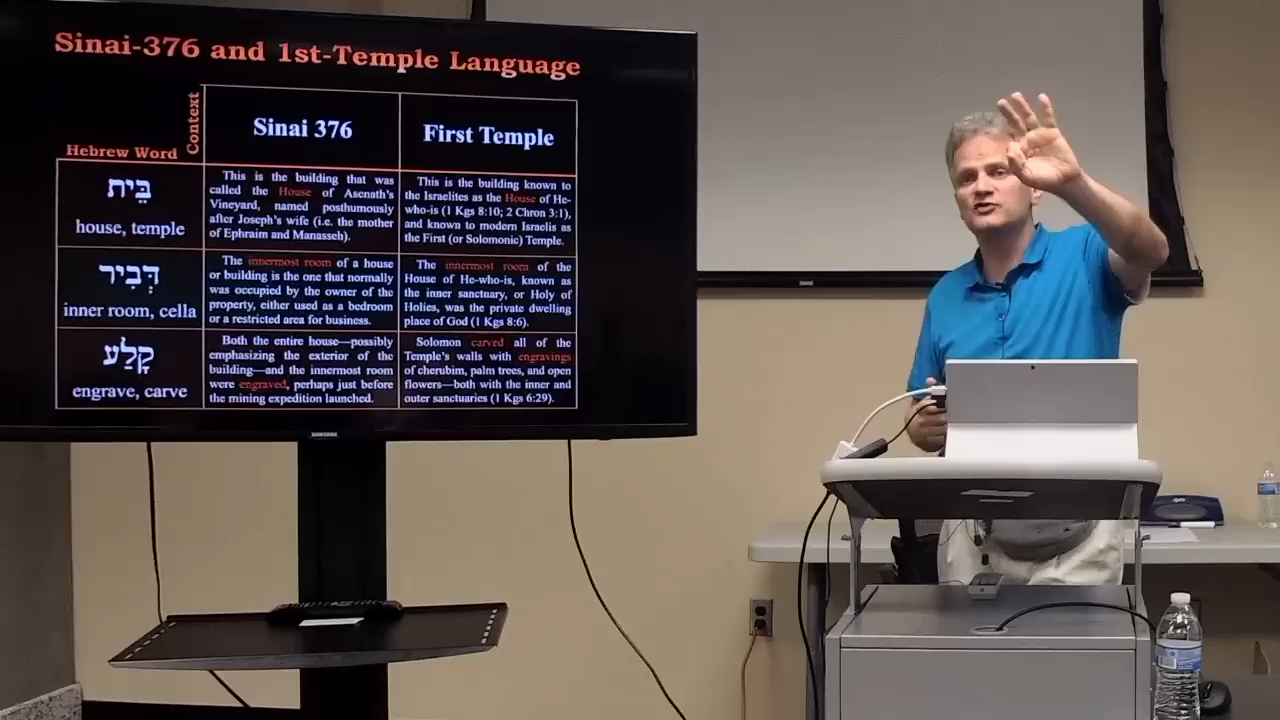 Sinai-376 and 1st-Temple Language
Context
Hebrew Word
Sinai 376
First Temple
בַּיִת
house, temple
This is the building that was
called the House of Asenath's
Vineyard, named posthumously
after Joseph's wife (i.e. the mother
of Ephraim and Manasseh).
This is the building known to
the Israelites as the House of He-
who-is (1 Kgs 8:10; 2 Chron 3:1),
and known to modern Israelis as
the First (or Solomonic) Temple.
דְּבִיר
inner room, cella
The innermost room of a house
or building is the one that normally
was occupied by the owner of the
property, either used as a bedroom
or a restricted area for business.
The innermost room of the
House of He-who-is, known as
the inner sanctuary, or Holy of
Holies, was the private dwelling
place of God (1 Kgs 8:6).
קָלַע
engrave, carve
Both the entire house—possibly
emphasizing the exterior of the
building—and the innermost room
were engraved, perhaps just before
the mining expedition launched.
Solomon carved all of the
Temple's walls with engravings
of cherubim, palm trees, and open
flowers—both with the inner and
outer sanctuaries (1 Kgs 6:29).
SAMSUNG